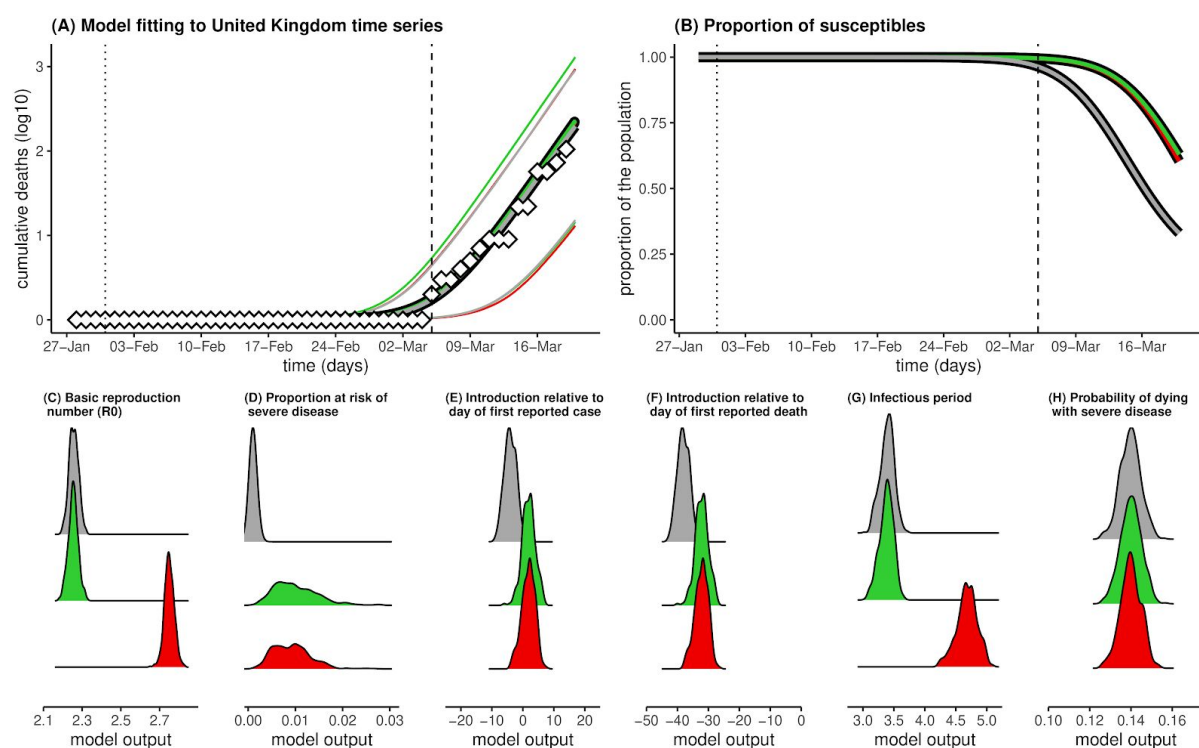 (A) Model fitting to United Kingdom time series
cumulative deaths (log10)
3
2
1
0
27−Jan 03−Feb 10−Feb 17−Feb 24−Feb 02−Mar 09−Mar 16−Mar
time (days)
(B) Proportion of susceptibles
proportion of the population
1.00
0.75
0.50
0.25
0.00
27−Jan 03−Feb 10−Feb 17−Feb 24−Feb 02−Mar 09−Mar 16−Mar
time (days)
(C) Basic reproduction
number (R0)
2.1 2.3 2.5 2.7
model output
(D) Proportion at risk of
severe disease
0.00 0.01 0.02 0.03
model output
(E) Introduction relative to
day of first reported case
−20 −10 0 10 20
model output
(F) Introduction relative to
day of first reported death
−50 −40 −30 −20 −10 0
model output
(G) Infectious period
3.0 3.5 4.0 4.5 5.0
model output
(H) Probability of dying
with severe disease
0.10 0.12 0.14 0.16
model output